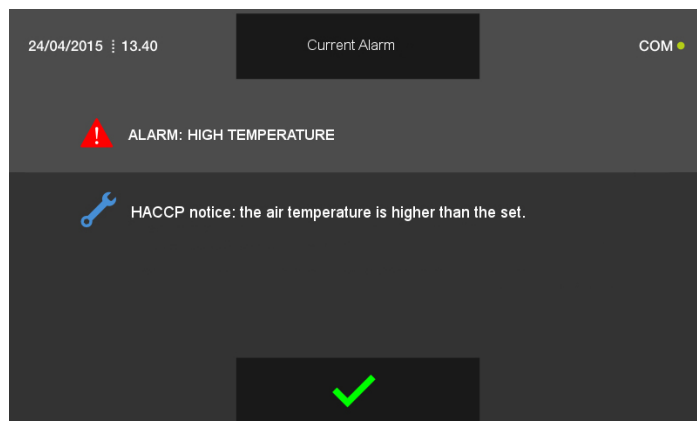 24/04/2015 ⁞ 13.40 Current Alarm COM
ALARM: HIGH TEMPERATURE
HACCP notice: the air temperature is higher than the set.